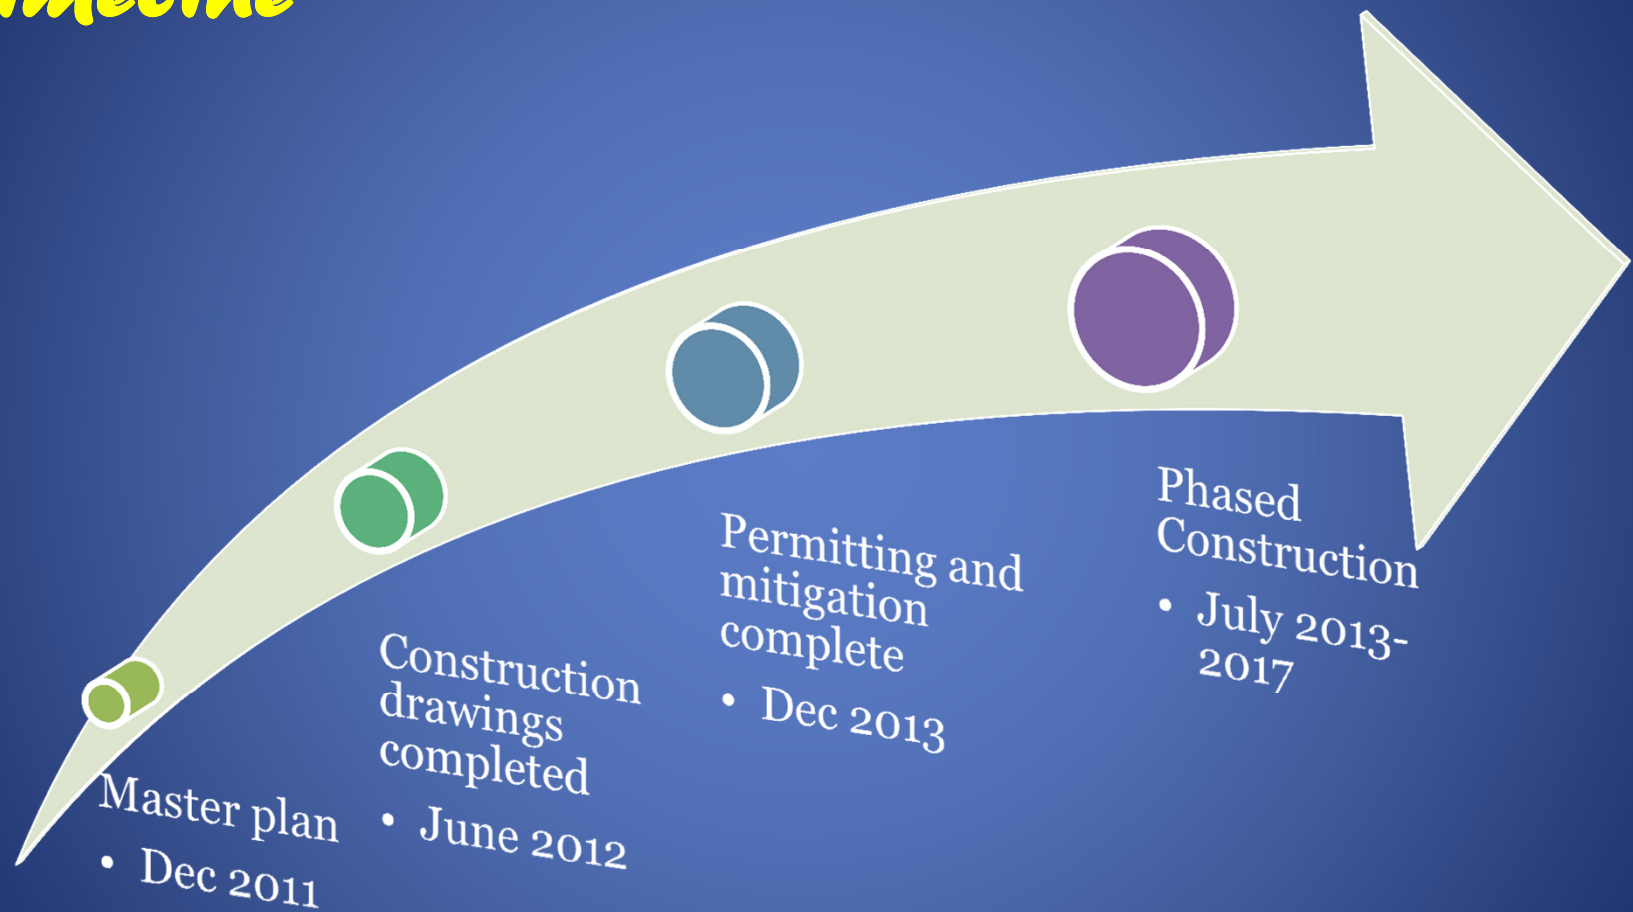 Master plan
• Dec 2011
Construction
drawings
completed
• June 2012
Permitting and
mitigation
complete
• Dec 2013
Phased
Construction
• July 2013-
2017